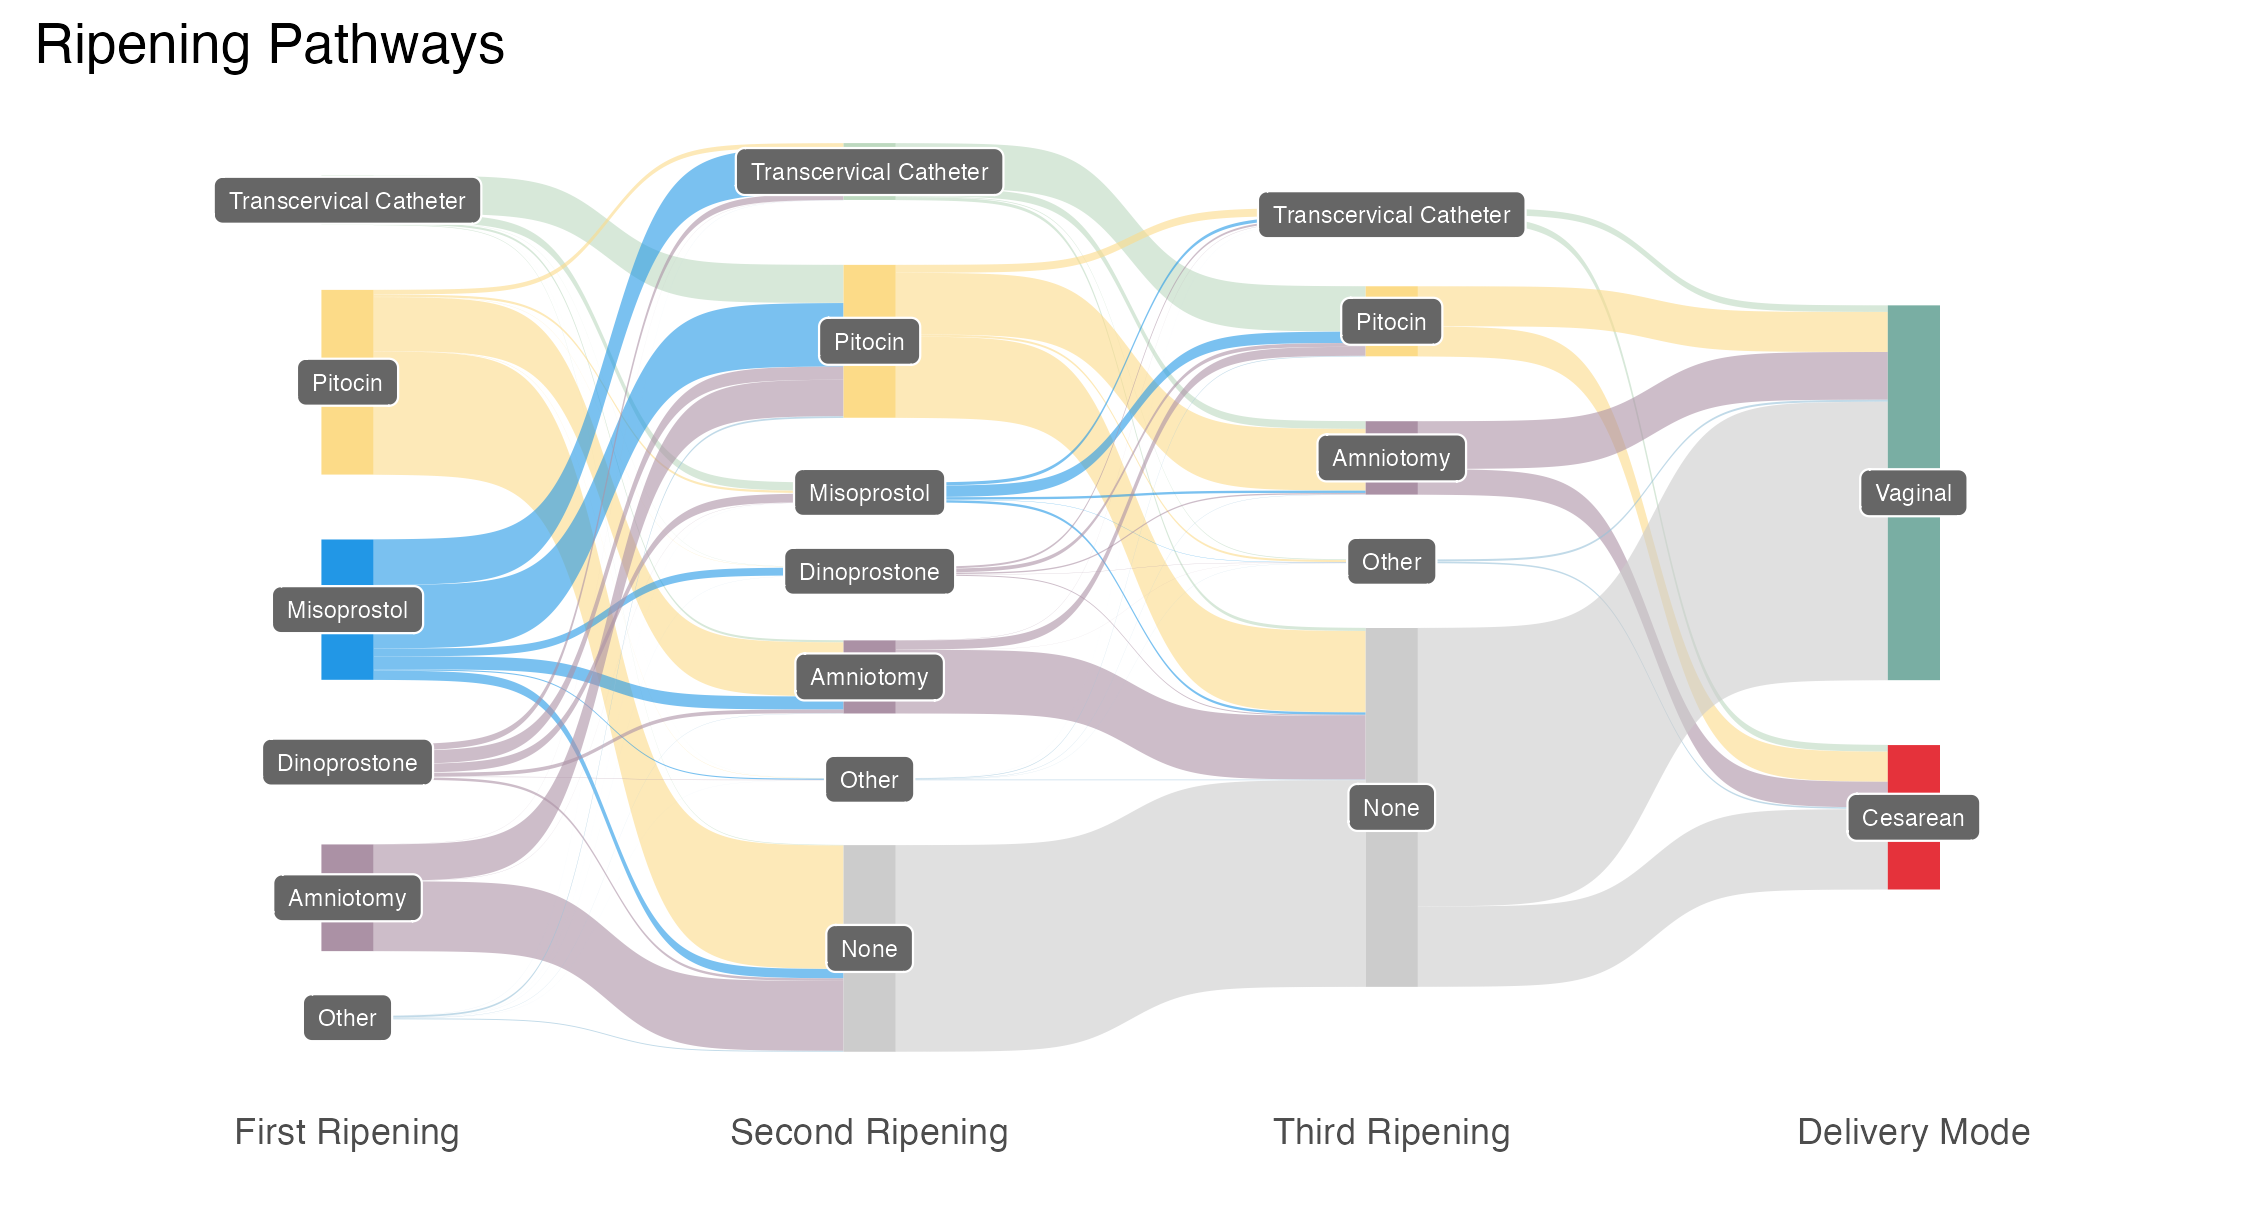 Ripening Pathways
Transcervical Catheter
Pitocin
Misoprostol
Dinoprostone
Amniotomy
Other
Transcervical Catheter
Pitocin
Misoprostol
Dinoprostone
Amniotomy
Other
None
Transcervical Catheter
Pitocin
Amniotomy
Other
None
Vaginal
Cesarean
First Ripening
Second Ripening
Third Ripening
Delivery Mode